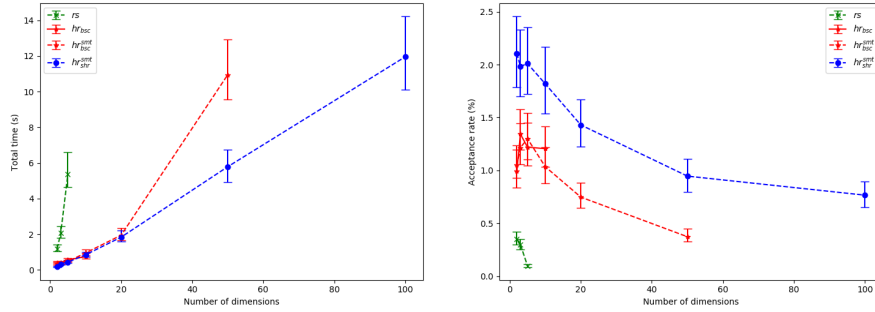 rs
hr_bsc
hr_bsc^smt
hr_shr^smt
14
12
10
8
6
4
2
0
Total time (s)
0 20 40 60 80 100
Number of dimensions
rs
hr_bsc
hr_bsc^smt
hr_shr^smt
2.5
2.0
1.5
1.0
0.5
0.0
Acceptance rate (%)
0 20 40 60 80 100
Number of dimensions